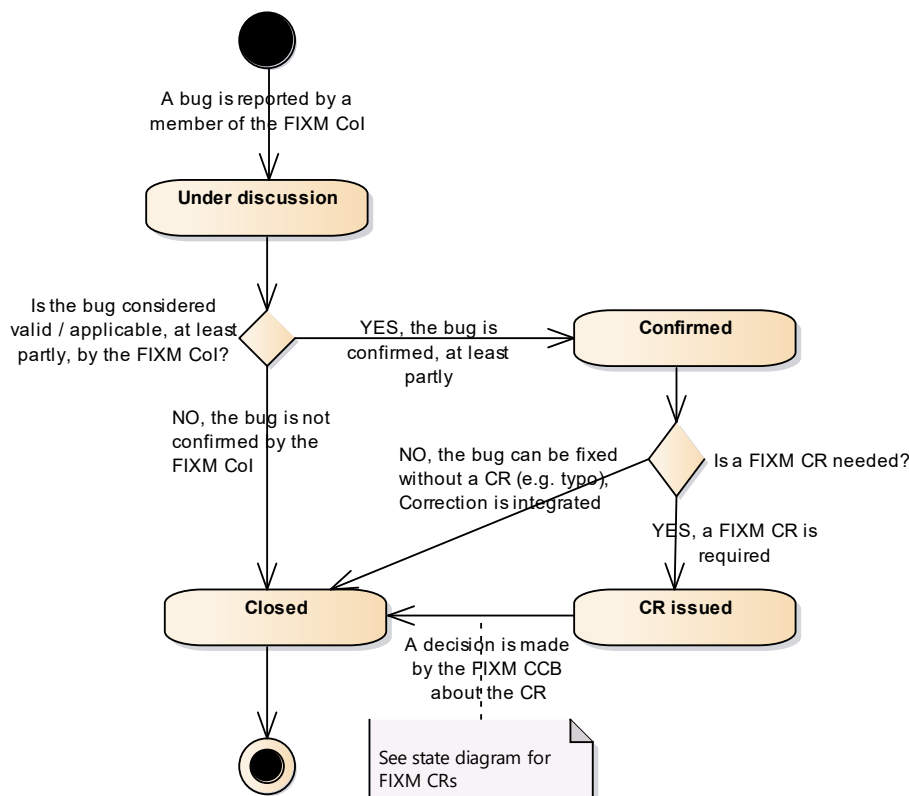 A bug is reported by a
member of the FIXM CoI
Under discussion
Is the bug considered
valid / applicable, at least
partly, by the FIXM CoI?
YES, the bug is
confirmed, at least
partly
Confirmed
NO, the bug is not
confirmed by the
FIXM CoI
NO, the bug can be fixed
without a CR (e.g. typo),
Correction is integrated
Is a FIXM CR needed?
YES, a FIXM CR is
required
Closed
CR issued
A decision is made
by the FIXM CCB
about the CR
See state diagram for
FIXM CRs